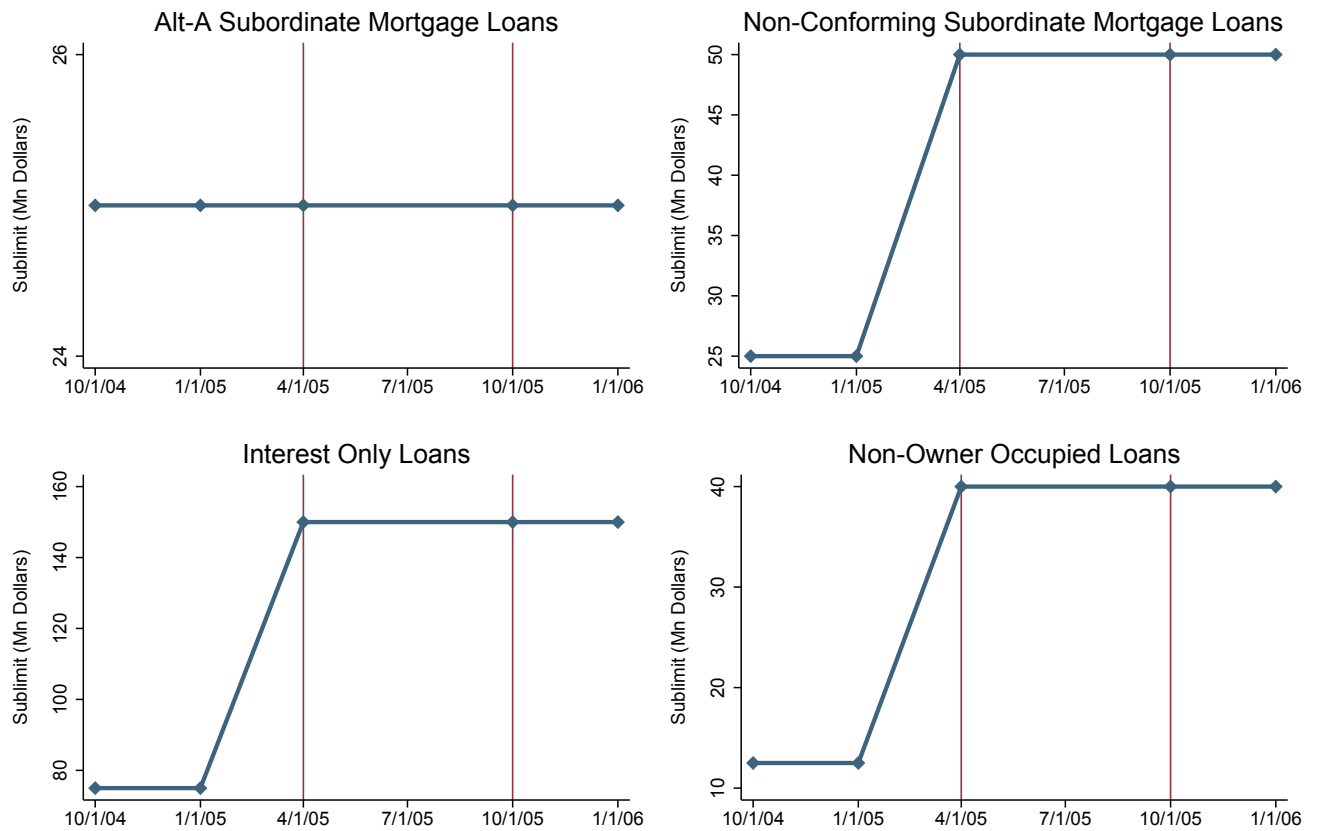 Alt-A Subordinate Mortgage Loans
Sublimit (Mn Dollars)
26
24
10/1/04 1/1/05 4/1/05 7/1/05 10/1/05 1/1/06
Non-Conforming Subordinate Mortgage Loans
Sublimit (Mn Dollars)
50
45
40
35
30
25
10/1/04 1/1/05 4/1/05 7/1/05 10/1/05 1/1/06
Interest Only Loans
Sublimit (Mn Dollars)
160
140
120
100
80
10/1/04 1/1/05 4/1/05 7/1/05 10/1/05 1/1/06
Non-Owner Occupied Loans
Sublimit (Mn Dollars)
40
30
20
10
10/1/04 1/1/05 4/1/05 7/1/05 10/1/05 1/1/06